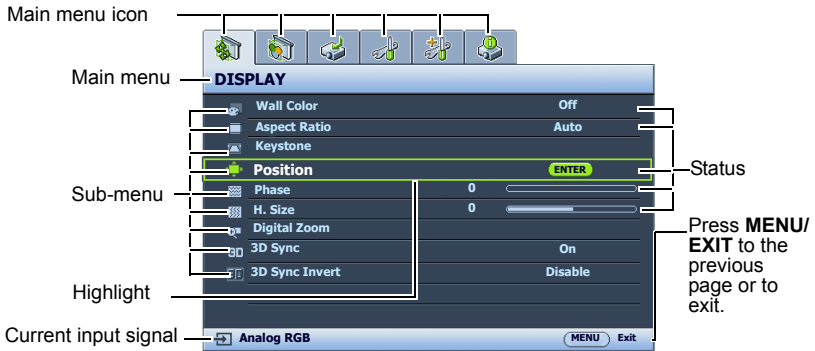 Main menu icon
Main menu
DISPLAY
Wall Color Off
Aspect Ratio Auto
Keystone
Position ENTER
Status
Phase 0
Sub-menu
H. Size 0
Digital Zoom
3D
3D Sync On
3D Sync Invert Disable
Press MENU/
EXIT to the
previous
page or to
exit.
Highlight
Current input signal
Analog RGB
MENU Exit